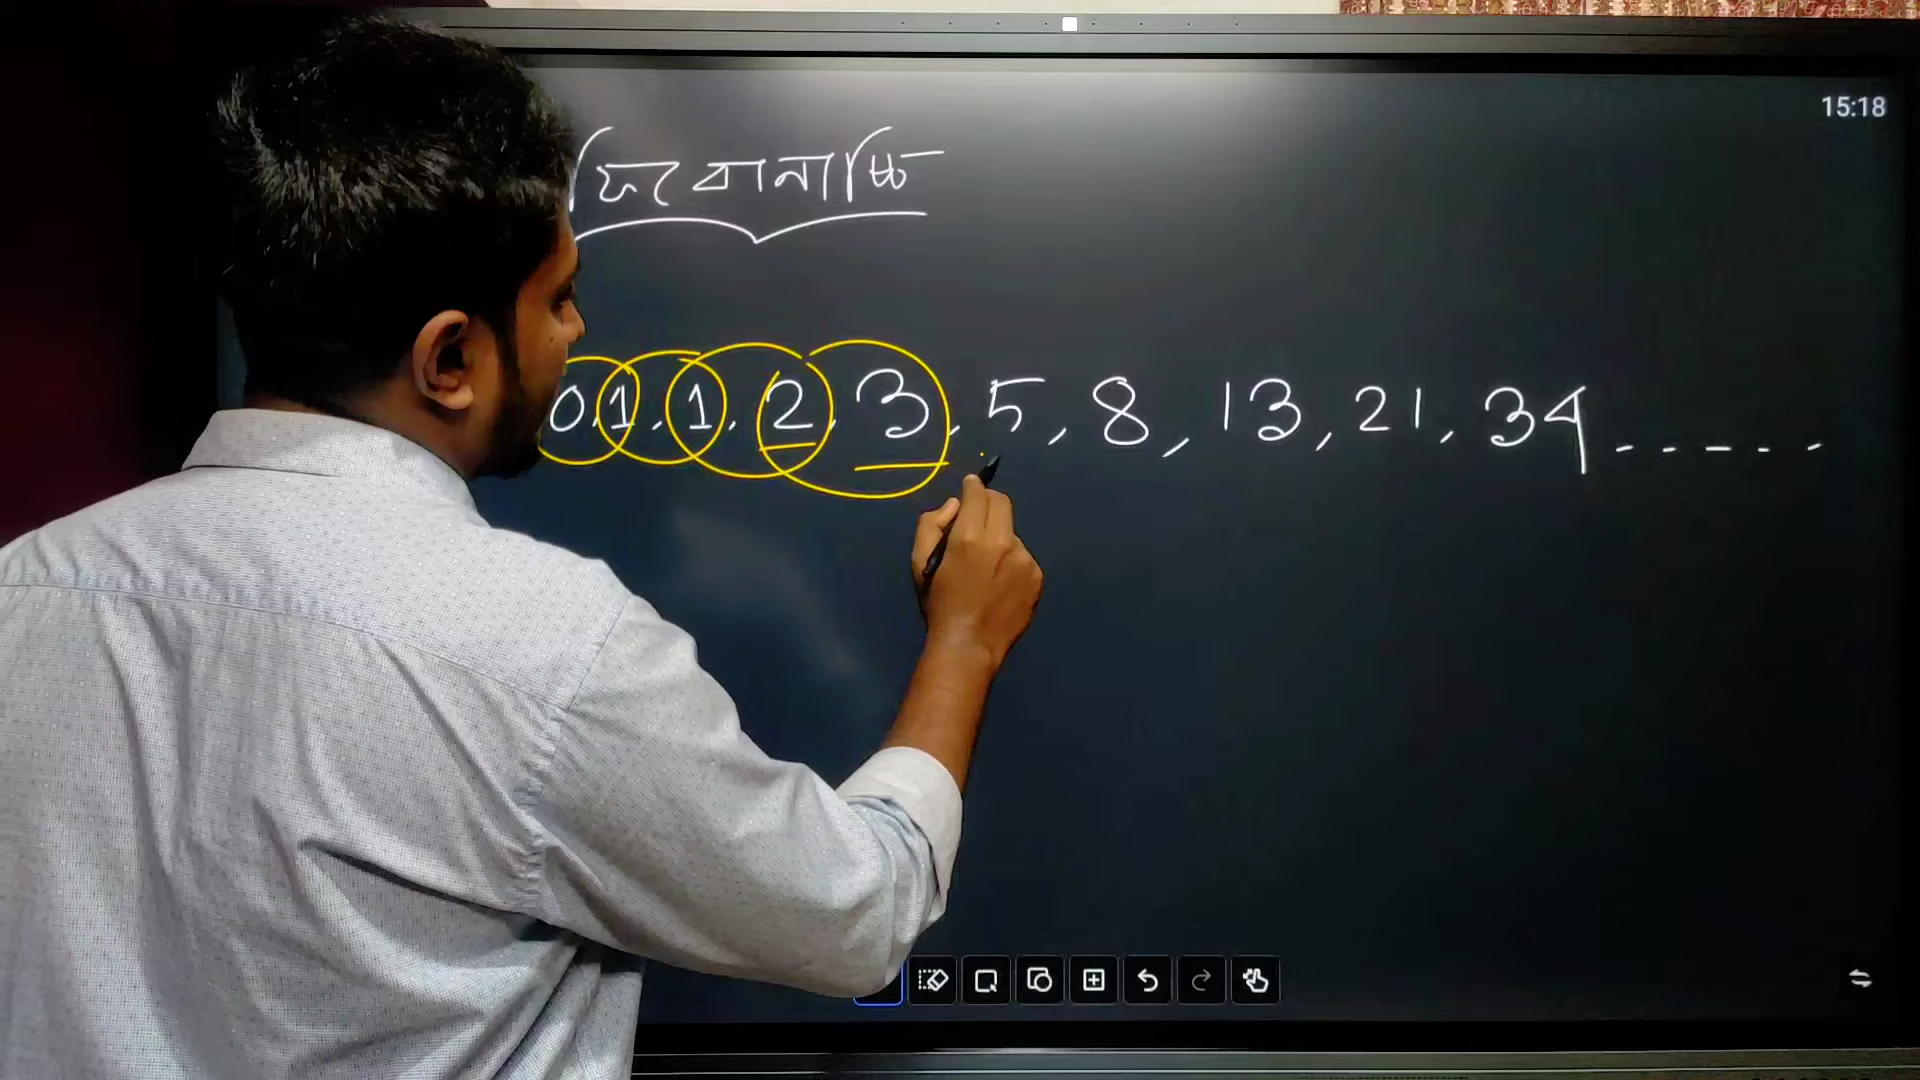 15:18
ফিবোনাচ্চি
0, 1, 1, 2, 3, 5, 8, 13, 21, 34 - - - - -